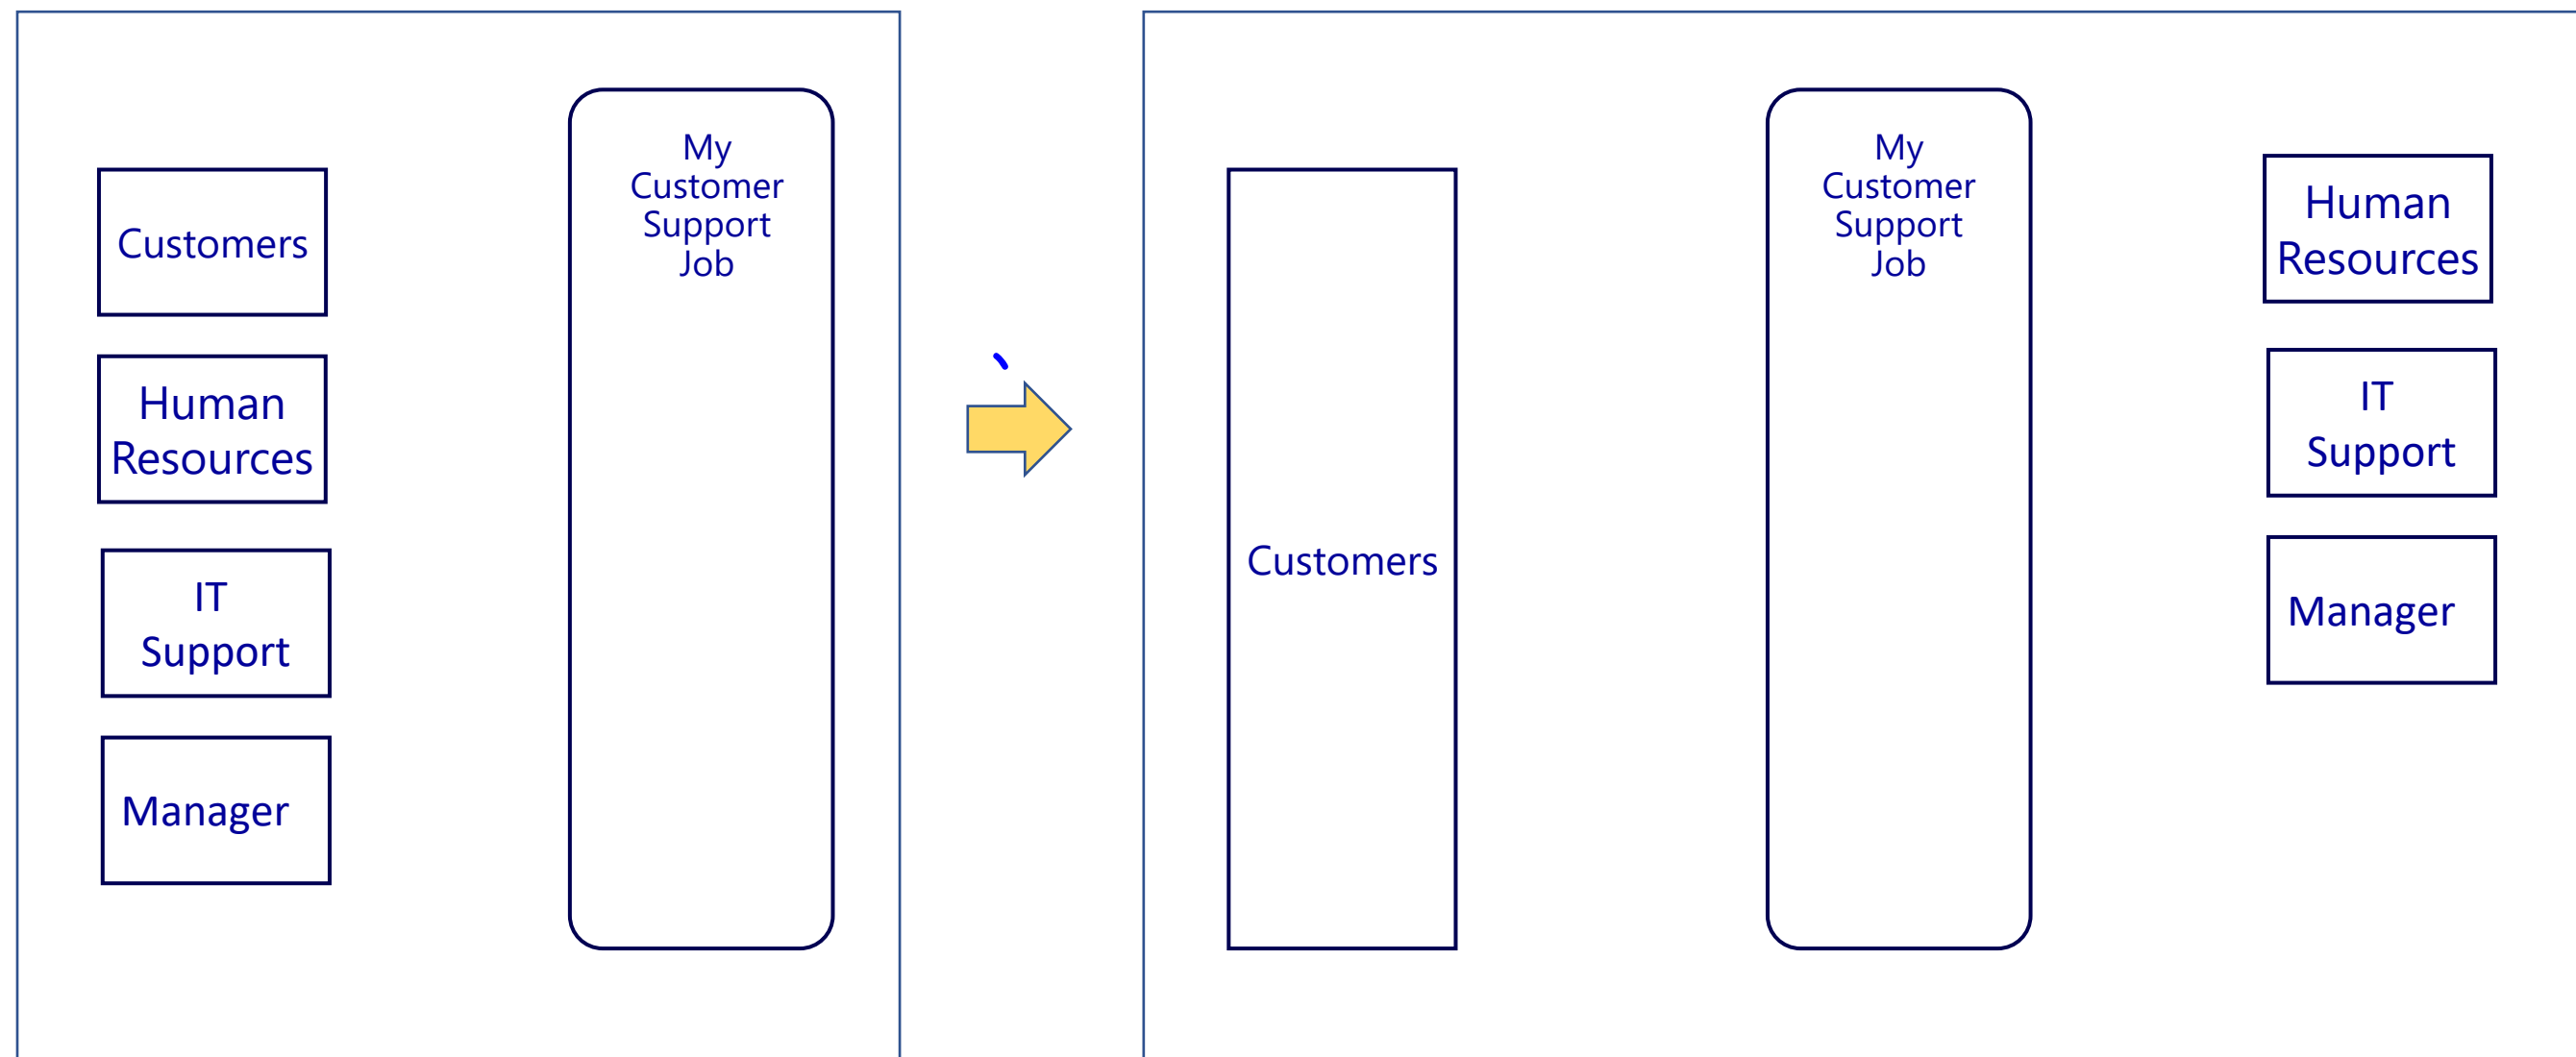 Customers
Human
Resources
IT
Support
Manager
My
Customer
Support
Job
Customers
My
Customer
Support
Job
Human
Resources
IT
Support
Manager